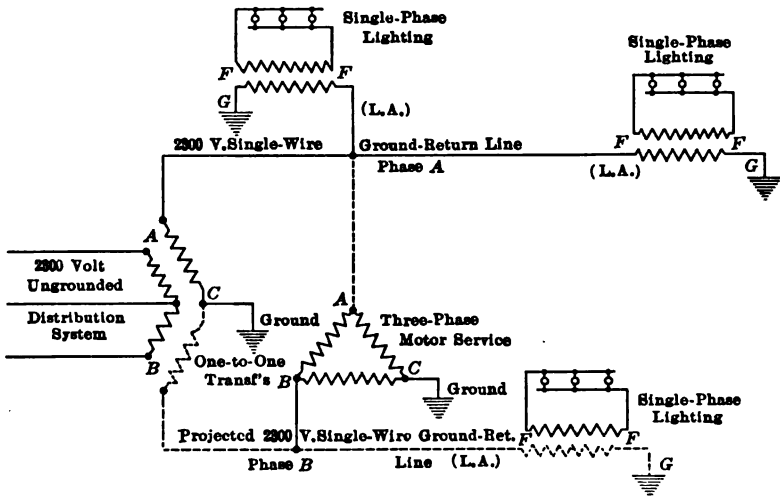 Single-Phase
Lighting
Single-Phase
Lighting
F F
G
(L.A.)
F F
G
(L.A.)
2300 V. Single-Wire Ground-Return Line
Phase A
A
2300 Volt
Ungrounded
C
Distribution
System
Ground
B
One-to-One
Transf's
A
Three-Phase
Motor Service
B
C
Ground
Single-Phase
Lighting
Projected 2300 V. Single-Wire Ground-Ret.
F F
Phase B Line (L.A.)
G